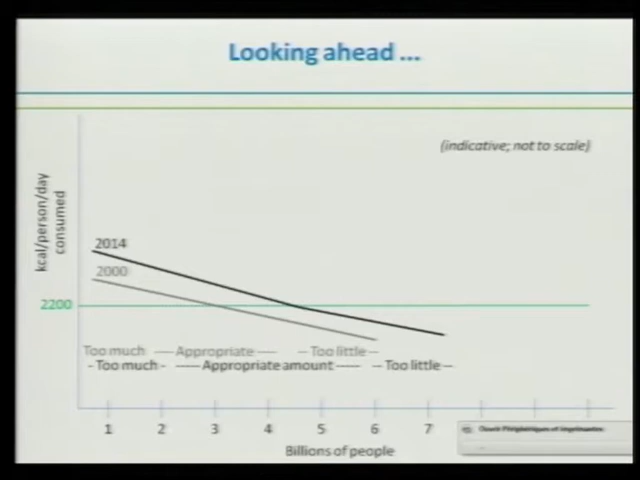 Looking ahead ...
(indicative; not to scale)
kcal/person/day
consumed
2014
2000
2200
Too much ---- Appropriate ---- -- Too little --
- Too much - ----- Appropriate amount ----- -- Too little --
1 2 3 4 5 6 7
Billions of people